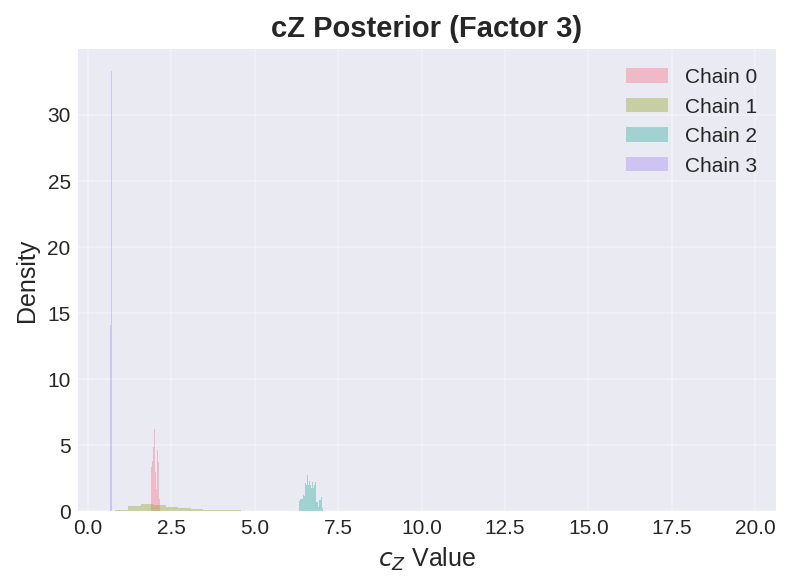 cZ Posterior (Factor 3)
Chain 0
Chain 1
Chain 2
Chain 3
Density
30
25
20
15
10
5
0
0.0 2.5 5.0 7.5 10.0 12.5 15.0 17.5 20.0
cZ Value